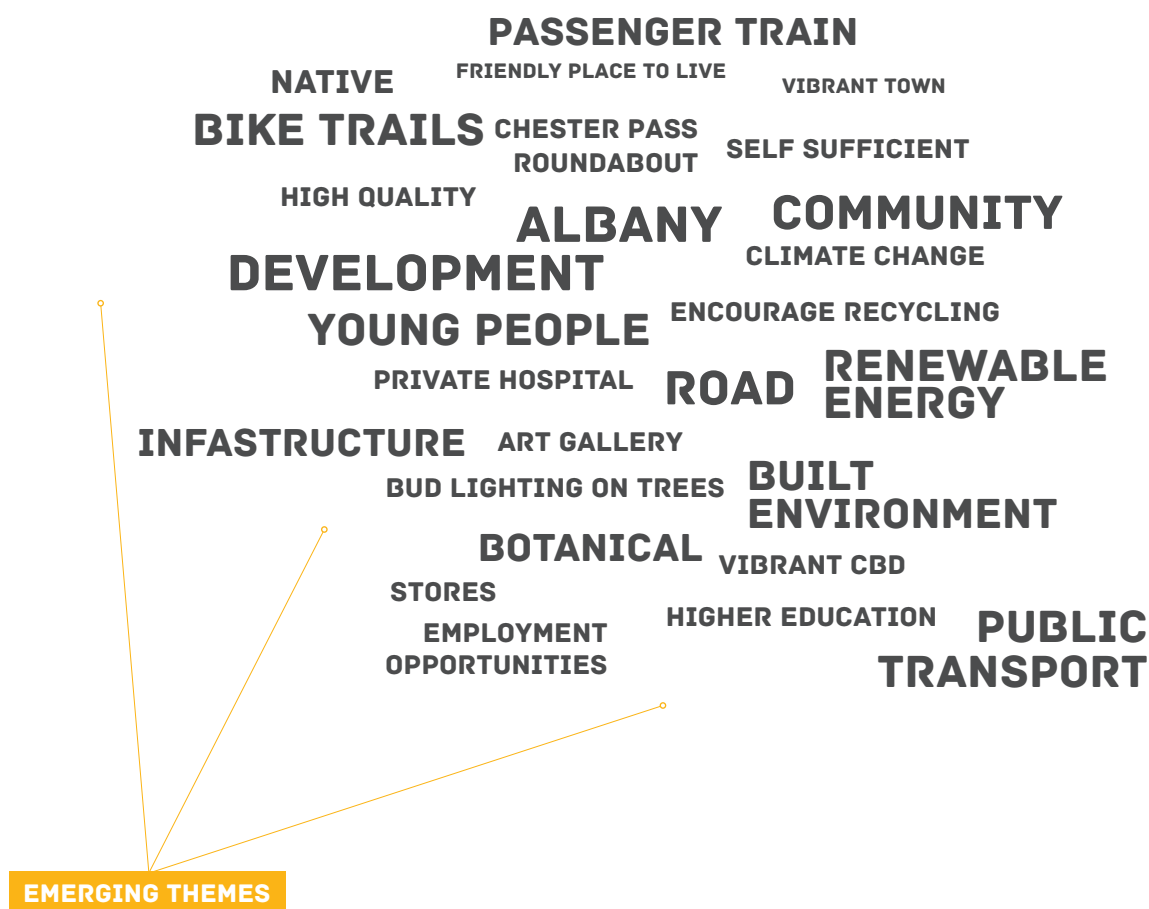 PASSENGER TRAIN
FRIENDLY PLACE TO LIVE
NATIVE
VIBRANT TOWN
BIKE TRAILS
CHESTER PASS
ROUNDABOUT
SELF SUFFICIENT
HIGH QUALITY
ALBANY
COMMUNITY
CLIMATE CHANGE
DEVELOPMENT
ENCOURAGE RECYCLING
YOUNG PEOPLE
PRIVATE HOSPITAL
ROAD
RENEWABLE
ENERGY
INFASTRUCTURE
ART GALLERY
BUD LIGHTING ON TREES
BUILT
ENVIRONMENT
BOTANICAL
VIBRANT CBD
STORES
HIGHER EDUCATION
EMPLOYMENT
OPPORTUNITIES
PUBLIC
TRANSPORT
EMERGING THEMES